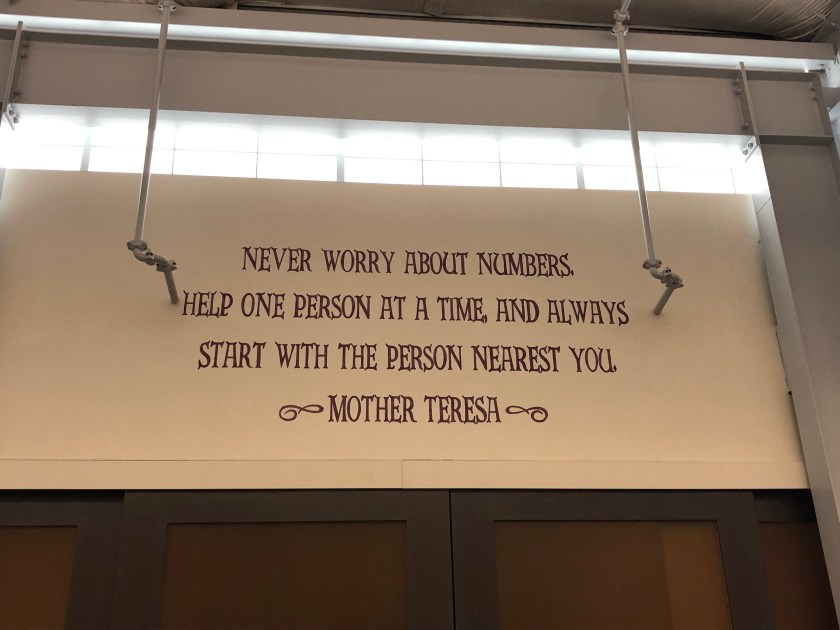 NEVER WORRY ABOUT NUMBERS.
HELP ONE PERSON AT A TIME, AND ALWAYS
START WITH THE PERSON NEAREST YOU.
MOTHER TERESA